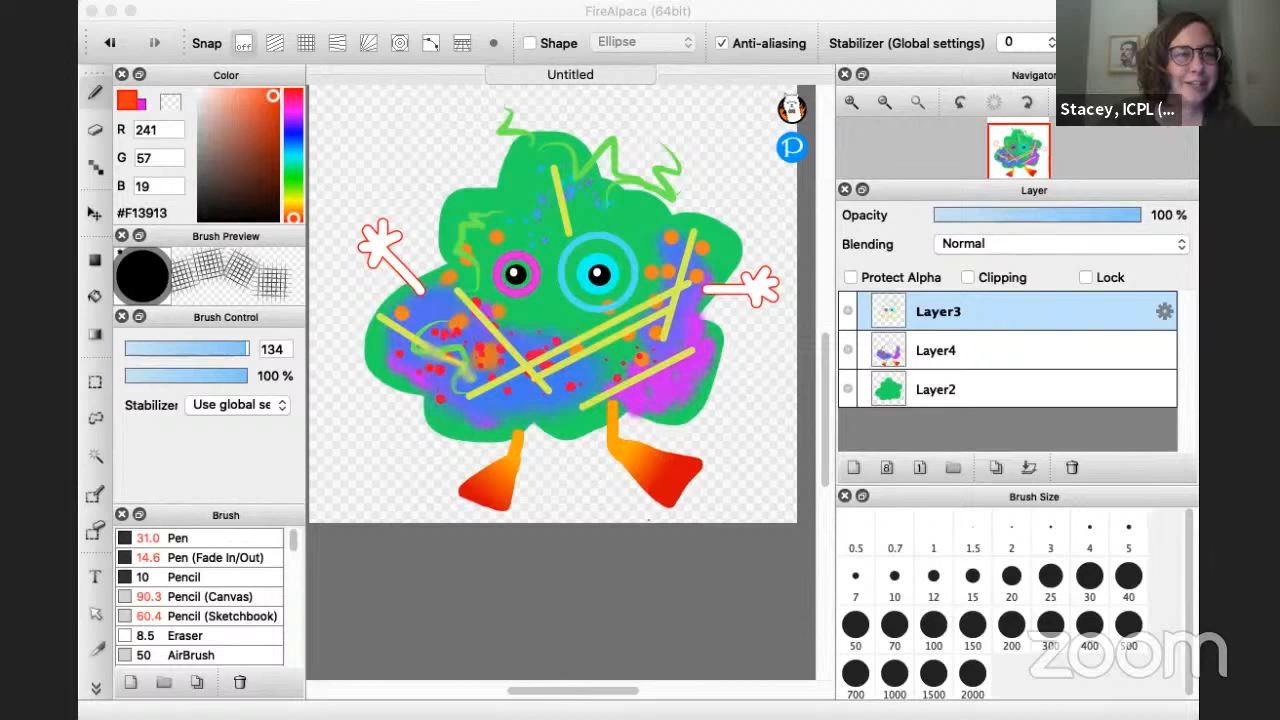 FireAlpaca (64bit)
Snap
off
Shape
Ellipse
Anti-aliasing
Stabilizer (Global settings)
0
Color
Untitled
Navigato
Stacey, ICPL (...
R
241
G
57
B
19
#F13913
Brush Preview
Brush Control
134
100 %
Stabilizer
Use global se
Layer
Opacity
100 %
Blending
Normal
Protect Alpha
Clipping
Lock
Layer3
Layer4
Layer2
8
1
Brush
31.0 Pen
14.6 Pen (Fade In/Out)
10 Pencil
90.3 Pencil (Canvas)
60.4 Pencil (Sketchbook)
8.5 Eraser
50 AirBrush
T
P
Brush Size
0.5 0.7 1 1.5 2 3 4 5
7 10 12 15 20 25 30 40
50 70 100 150 200 300 400 500
700 1000 1500 2000
zoom